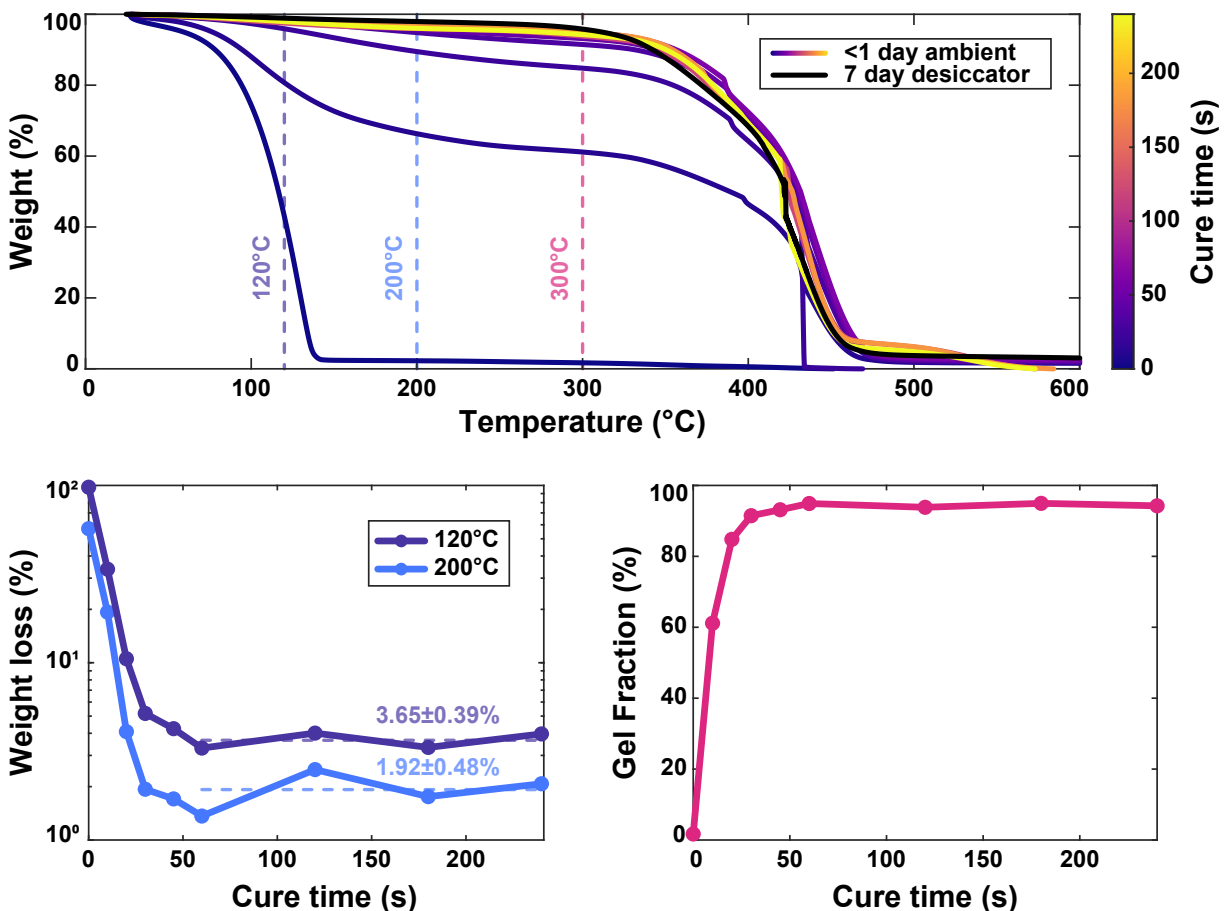 100
80
60
40
20
0
Weight (%)
0
100
200
300
400
500
600
Temperature (°C)
120°C
200°C
300°C
<1 day ambient
7 day desiccator
200
150
100
50
0
Cure time (s)
10²
10¹
10⁰
Weight loss (%)
0
50
100
150
200
Cure time (s)
120°C
200°C
3.65±0.39%
1.92±0.48%
100
80
60
40
20
0
Gel Fraction (%)
0
50
100
150
200
Cure time (s)